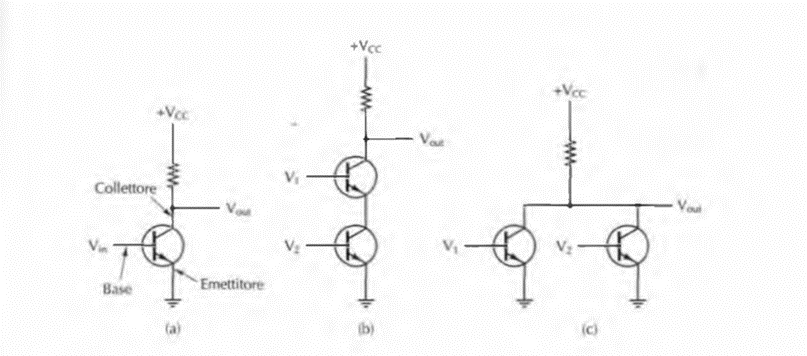 +VCC
Collettore
Vout
Vin
Base
Emettitore
(a)
+VCC
Vout
V1
V2
(b)
+VCC
Vout
V1
V2
(c)